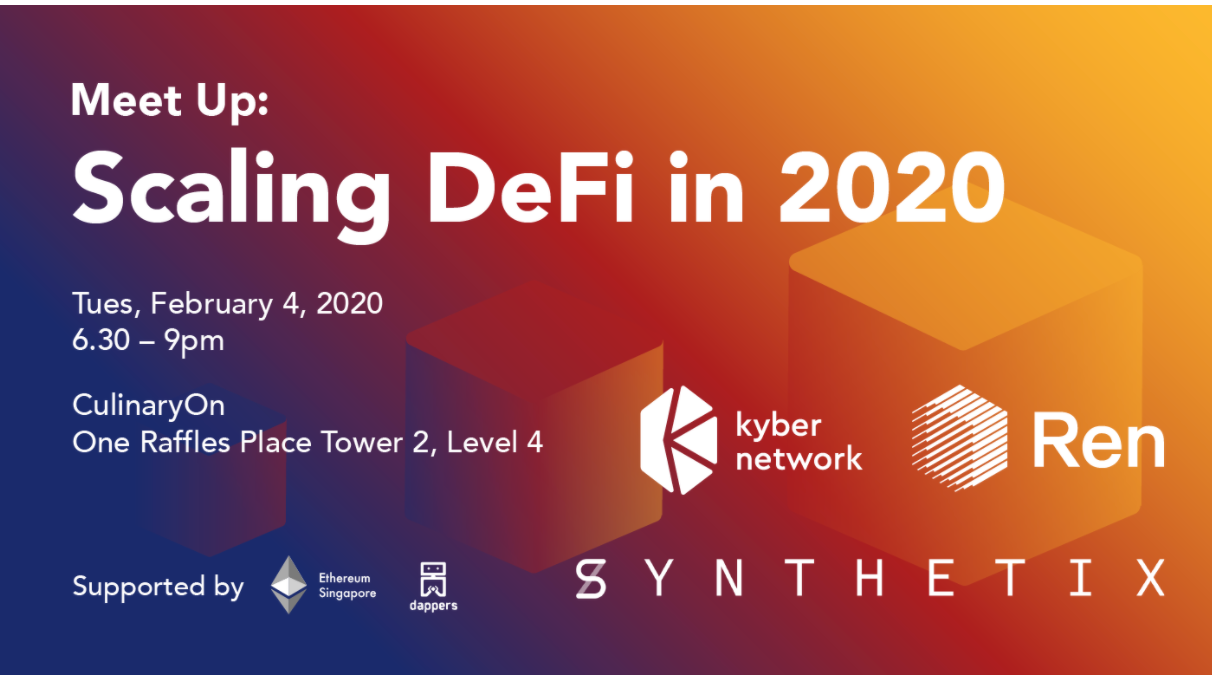 Meet Up:
Scaling DeFi in 2020
Tues, February 4, 2020
6.30 – 9pm
CulinaryOn
One Raffles Place Tower 2, Level 4
kyber
network
Ren
Supported by
Ethereum
Singapore
dappers
SYNTHETIX